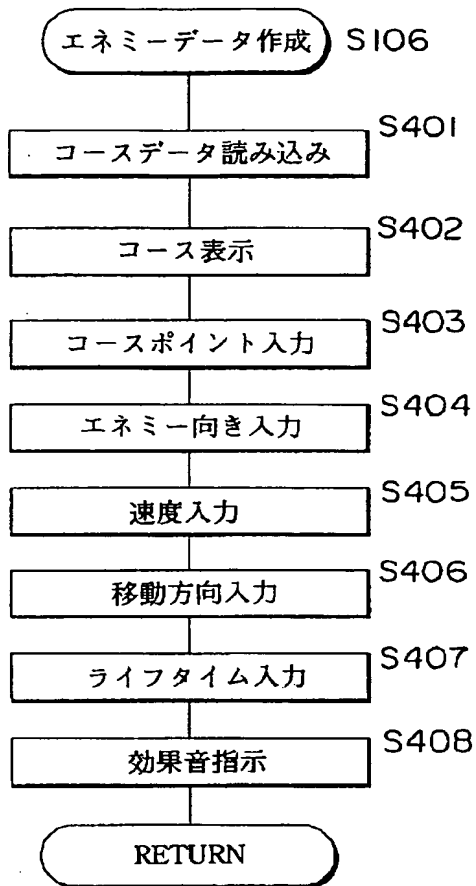 エネミーデータ作成 S106
S401
コースデータ読み込み
S402
コース表示
S403
コースポイント入力
S404
エネミー向き入力
S405
速度入力
S406
移動方向入力
S407
ライフタイム入力
S408
効果音指示
RETURN